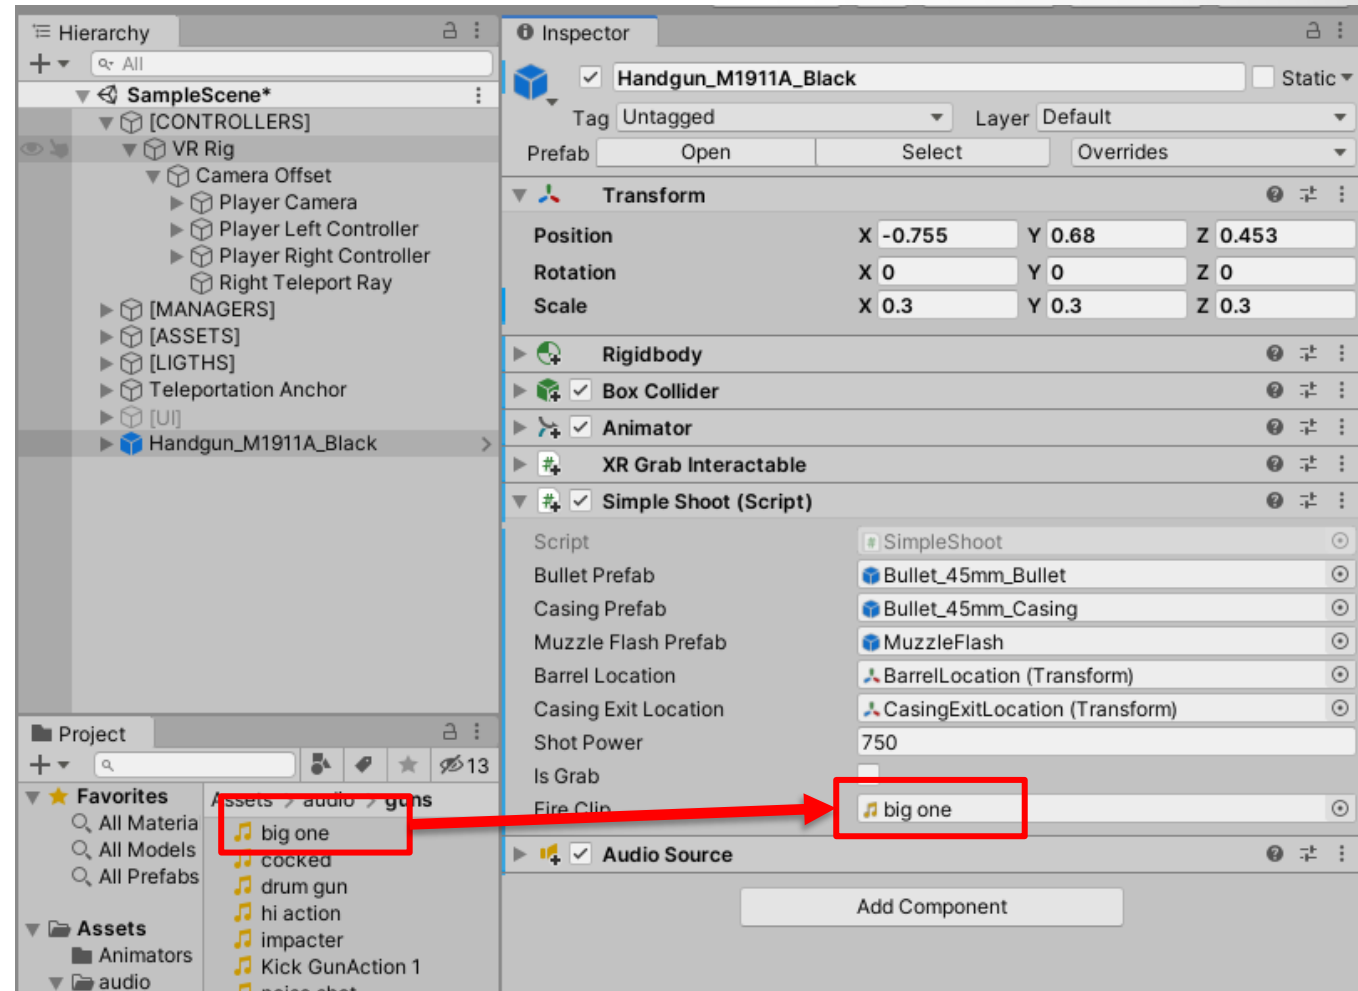 Hierarchy
All
SampleScene*
[CONTROLLERS]
VR Rig
Camera Offset
Player Camera
Player Left Controller
Player Right Controller
Right Teleport Ray
[MANAGERS]
[ASSETS]
[LIGTHS]
Teleportation Anchor
[UI]
Handgun_M1911A_Black
Project
13
Favorites
All Materia
All Models
All Prefabs
Assets
Animators
audio
Assets > audio > guns
big one
cocked
drum gun
hi action
impacter
Kick GunAction 1
Inspector
Handgun_M1911A_Black Static
Tag Untagged Layer Default
Prefab Open Select Overrides
Transform
Position X -0.755 Y 0.68 Z 0.453
Rotation X 0 Y 0 Z 0
Scale X 0.3 Y 0.3 Z 0.3
Rigidbody
Box Collider
Animator
# XR Grab Interactable
# Simple Shoot (Script)
Script # SimpleShoot
Bullet Prefab Bullet_45mm_Bullet
Casing Prefab Bullet_45mm_Casing
Muzzle Flash Prefab MuzzleFlash
Barrel Location BarrelLocation (Transform)
Casing Exit Location CasingExitLocation (Transform)
Shot Power 750
Is Grab
Fire Clip big one
Audio Source
Add Component